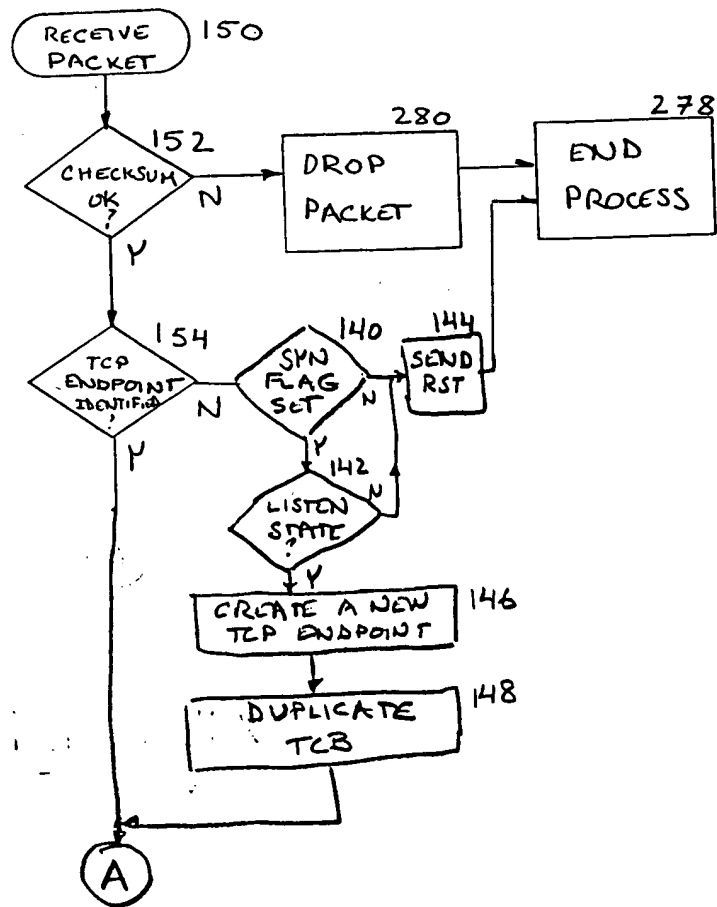 RECEIVE
PACKET
150
152
CHECKSUM
OK
?
N
Y
280
DROP
PACKET
278
END
PROCESS
154
TCP
ENDPOINT
IDENTIFIED
?
N
Y
140
SYN
FLAG
SET
N
Y
144
SEND
RST
142
LISTEN
STATE
?
N
Y
CREATE A NEW
TCP ENDPOINT
146
DUPLICATE
TCB
148
A